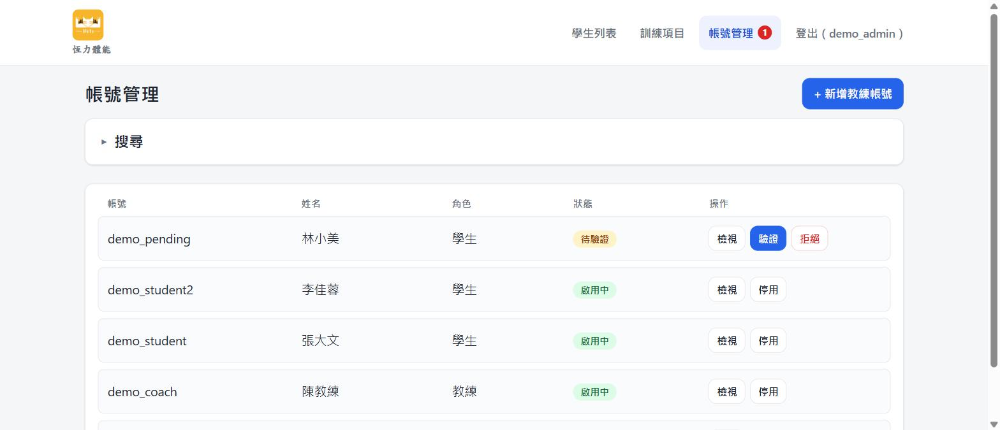 恆力體能
學生列表 訓練項目 帳號管理 1 登出 ( demo_admin )
帳號管理
+ 新增教練帳號
▸ 搜尋
帳號 姓名 角色 狀態 操作
demo_pending 林小美 學生 待驗證 檢視 驗證 拒絕
demo_student2 李佳蓉 學生 啟用中 檢視 停用
demo_student 張大文 學生 啟用中 檢視 停用
demo_coach 陳教練 教練 啟用中 檢視 停用